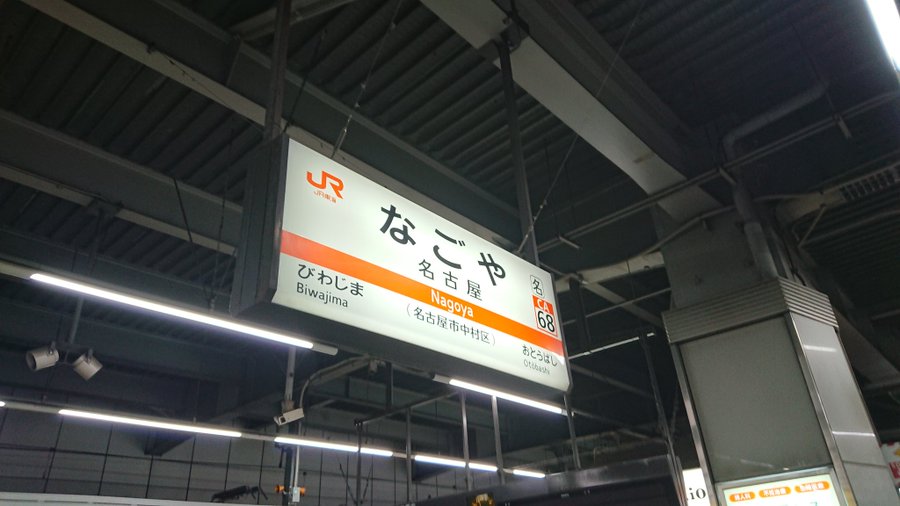 JR
JR東海
なごや
名古屋
名
CA
68
Nagoya
びわじま
Biwajima
(名古屋市中村区)
おとうばし
Otobashi